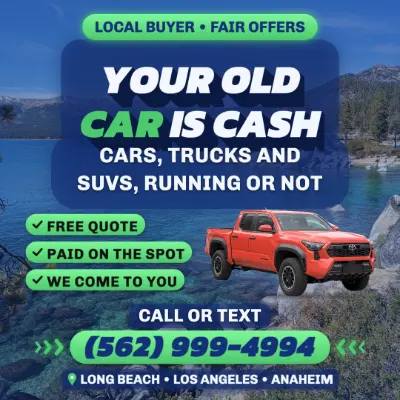 LOCAL BUYER • FAIR OFFERS
YOUR OLD
CAR IS CASH
CARS, TRUCKS AND
SUVS, RUNNING OR NOT
FREE QUOTE
PAID ON THE SPOT
WE COME TO YOU
CALL OR TEXT
(562) 999-4994
LONG BEACH • LOS ANGELES • ANAHEIM